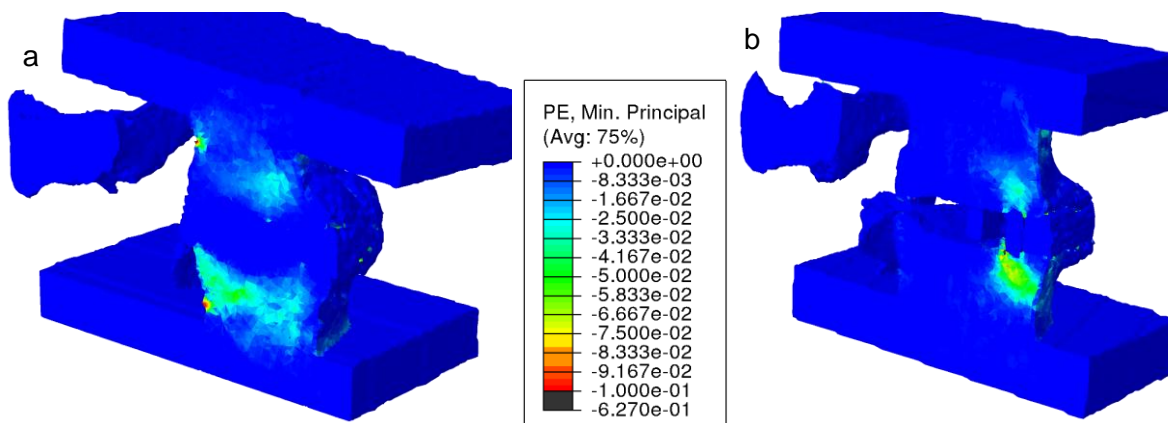 a
b
PE, Min. Principal
(Avg: 75%)
+0.000e+00
-8.333e-03
-1.667e-02
-2.500e-02
-3.333e-02
-4.167e-02
-5.000e-02
-5.833e-02
-6.667e-02
-7.500e-02
-8.333e-02
-9.167e-02
-1.000e-01
-6.270e-01